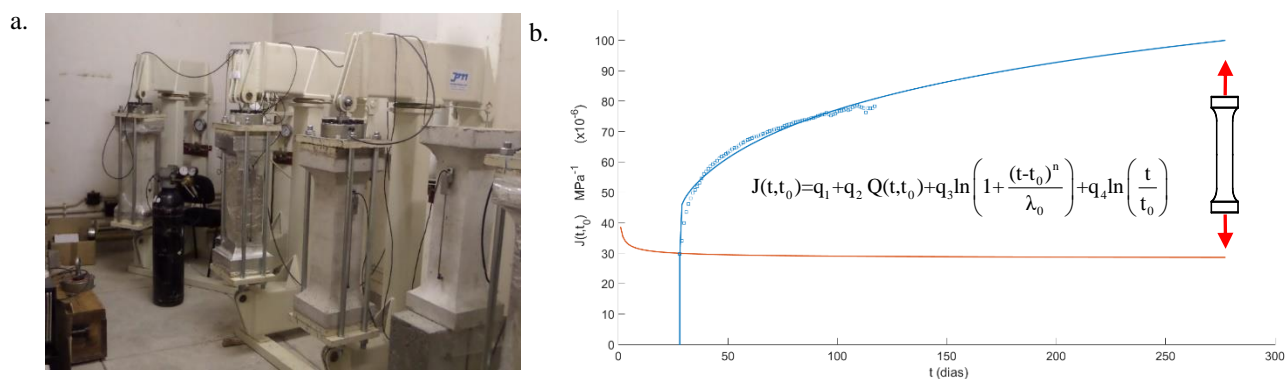 a.
b.
JM
100
90
80
70
60
50
40
30
20
10
0
J(t,t₀) MPa⁻¹ (x10⁻⁶)
J(t,t₀)=q₁+q₂ Q(t,t₀)+q₃ln(1+(t-t₀)ⁿ/λ₀)+q₄ln(t/t₀)
0 50 100 150 200 250 300
t (dias)